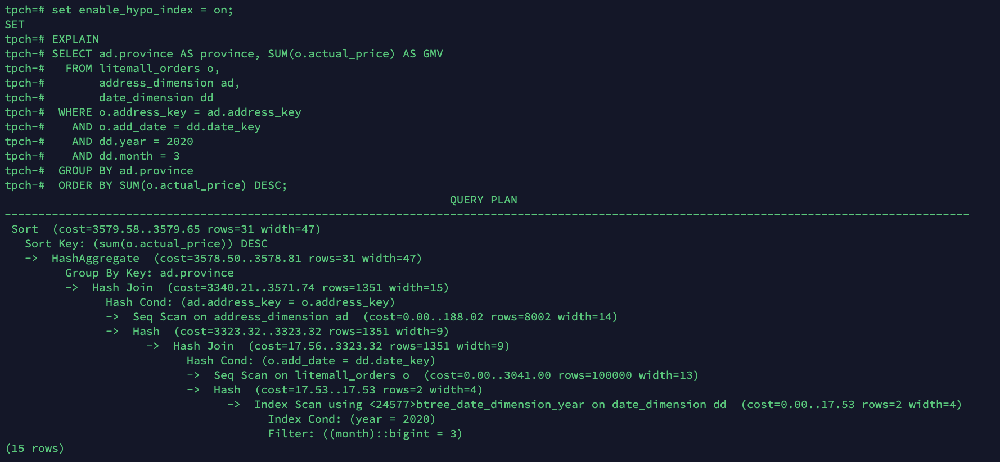 tpch=# set enable_hypo_index = on;
SET
tpch=# EXPLAIN
tpch-# SELECT ad.province AS province, SUM(o.actual_price) AS GMV
tpch-#   FROM litemall_orders o,
tpch-#        address_dimension ad,
tpch-#        date_dimension dd
tpch-#  WHERE o.address_key = ad.address_key
tpch-#    AND o.add_date = dd.date_key
tpch-#    AND dd.year = 2020
tpch-#    AND dd.month = 3
tpch-#  GROUP BY ad.province
tpch-#  ORDER BY SUM(o.actual_price) DESC;
QUERY PLAN
-----------------------------------------------------------------------------------------------------------------------------------------------
 Sort  (cost=3579.58..3579.65 rows=31 width=47)
   Sort Key: (sum(o.actual_price)) DESC
   ->  HashAggregate  (cost=3578.50..3578.81 rows=31 width=47)
         Group By Key: ad.province
         ->  Hash Join  (cost=3340.21..3571.74 rows=1351 width=15)
               Hash Cond: (ad.address_key = o.address_key)
               ->  Seq Scan on address_dimension ad  (cost=0.00..188.02 rows=8002 width=14)
               ->  Hash  (cost=3323.32..3323.32 rows=1351 width=9)
                     ->  Hash Join  (cost=17.56..3323.32 rows=1351 width=9)
                           Hash Cond: (o.add_date = dd.date_key)
                           ->  Seq Scan on litemall_orders o  (cost=0.00..3041.00 rows=100000 width=13)
                           ->  Hash  (cost=17.53..17.53 rows=2 width=4)
                                 ->  Index Scan using <24577>btree_date_dimension_year on date_dimension dd  (cost=0.00..17.53 rows=2 width=4)
                                       Index Cond: (year = 2020)
                                       Filter: ((month)::bigint = 3)
(15 rows)